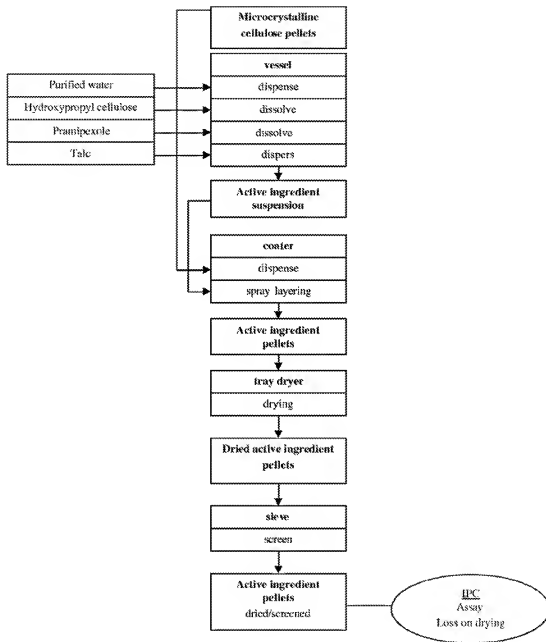 Microcrystalline
cellulose pellets
vessel
Purified water
dispense
Hydroxypropyl cellulose
dissolve
Pramipexole
dissolve
Talc
dispers
Active ingredient
suspension
coater
dispense
spray layering
Active ingredient
pellets
tray dryer
drying
Dried active ingredient
pellets
sieve
screen
Active ingredient
pellets
dried/screened
IPC
Assay
Loss on drying